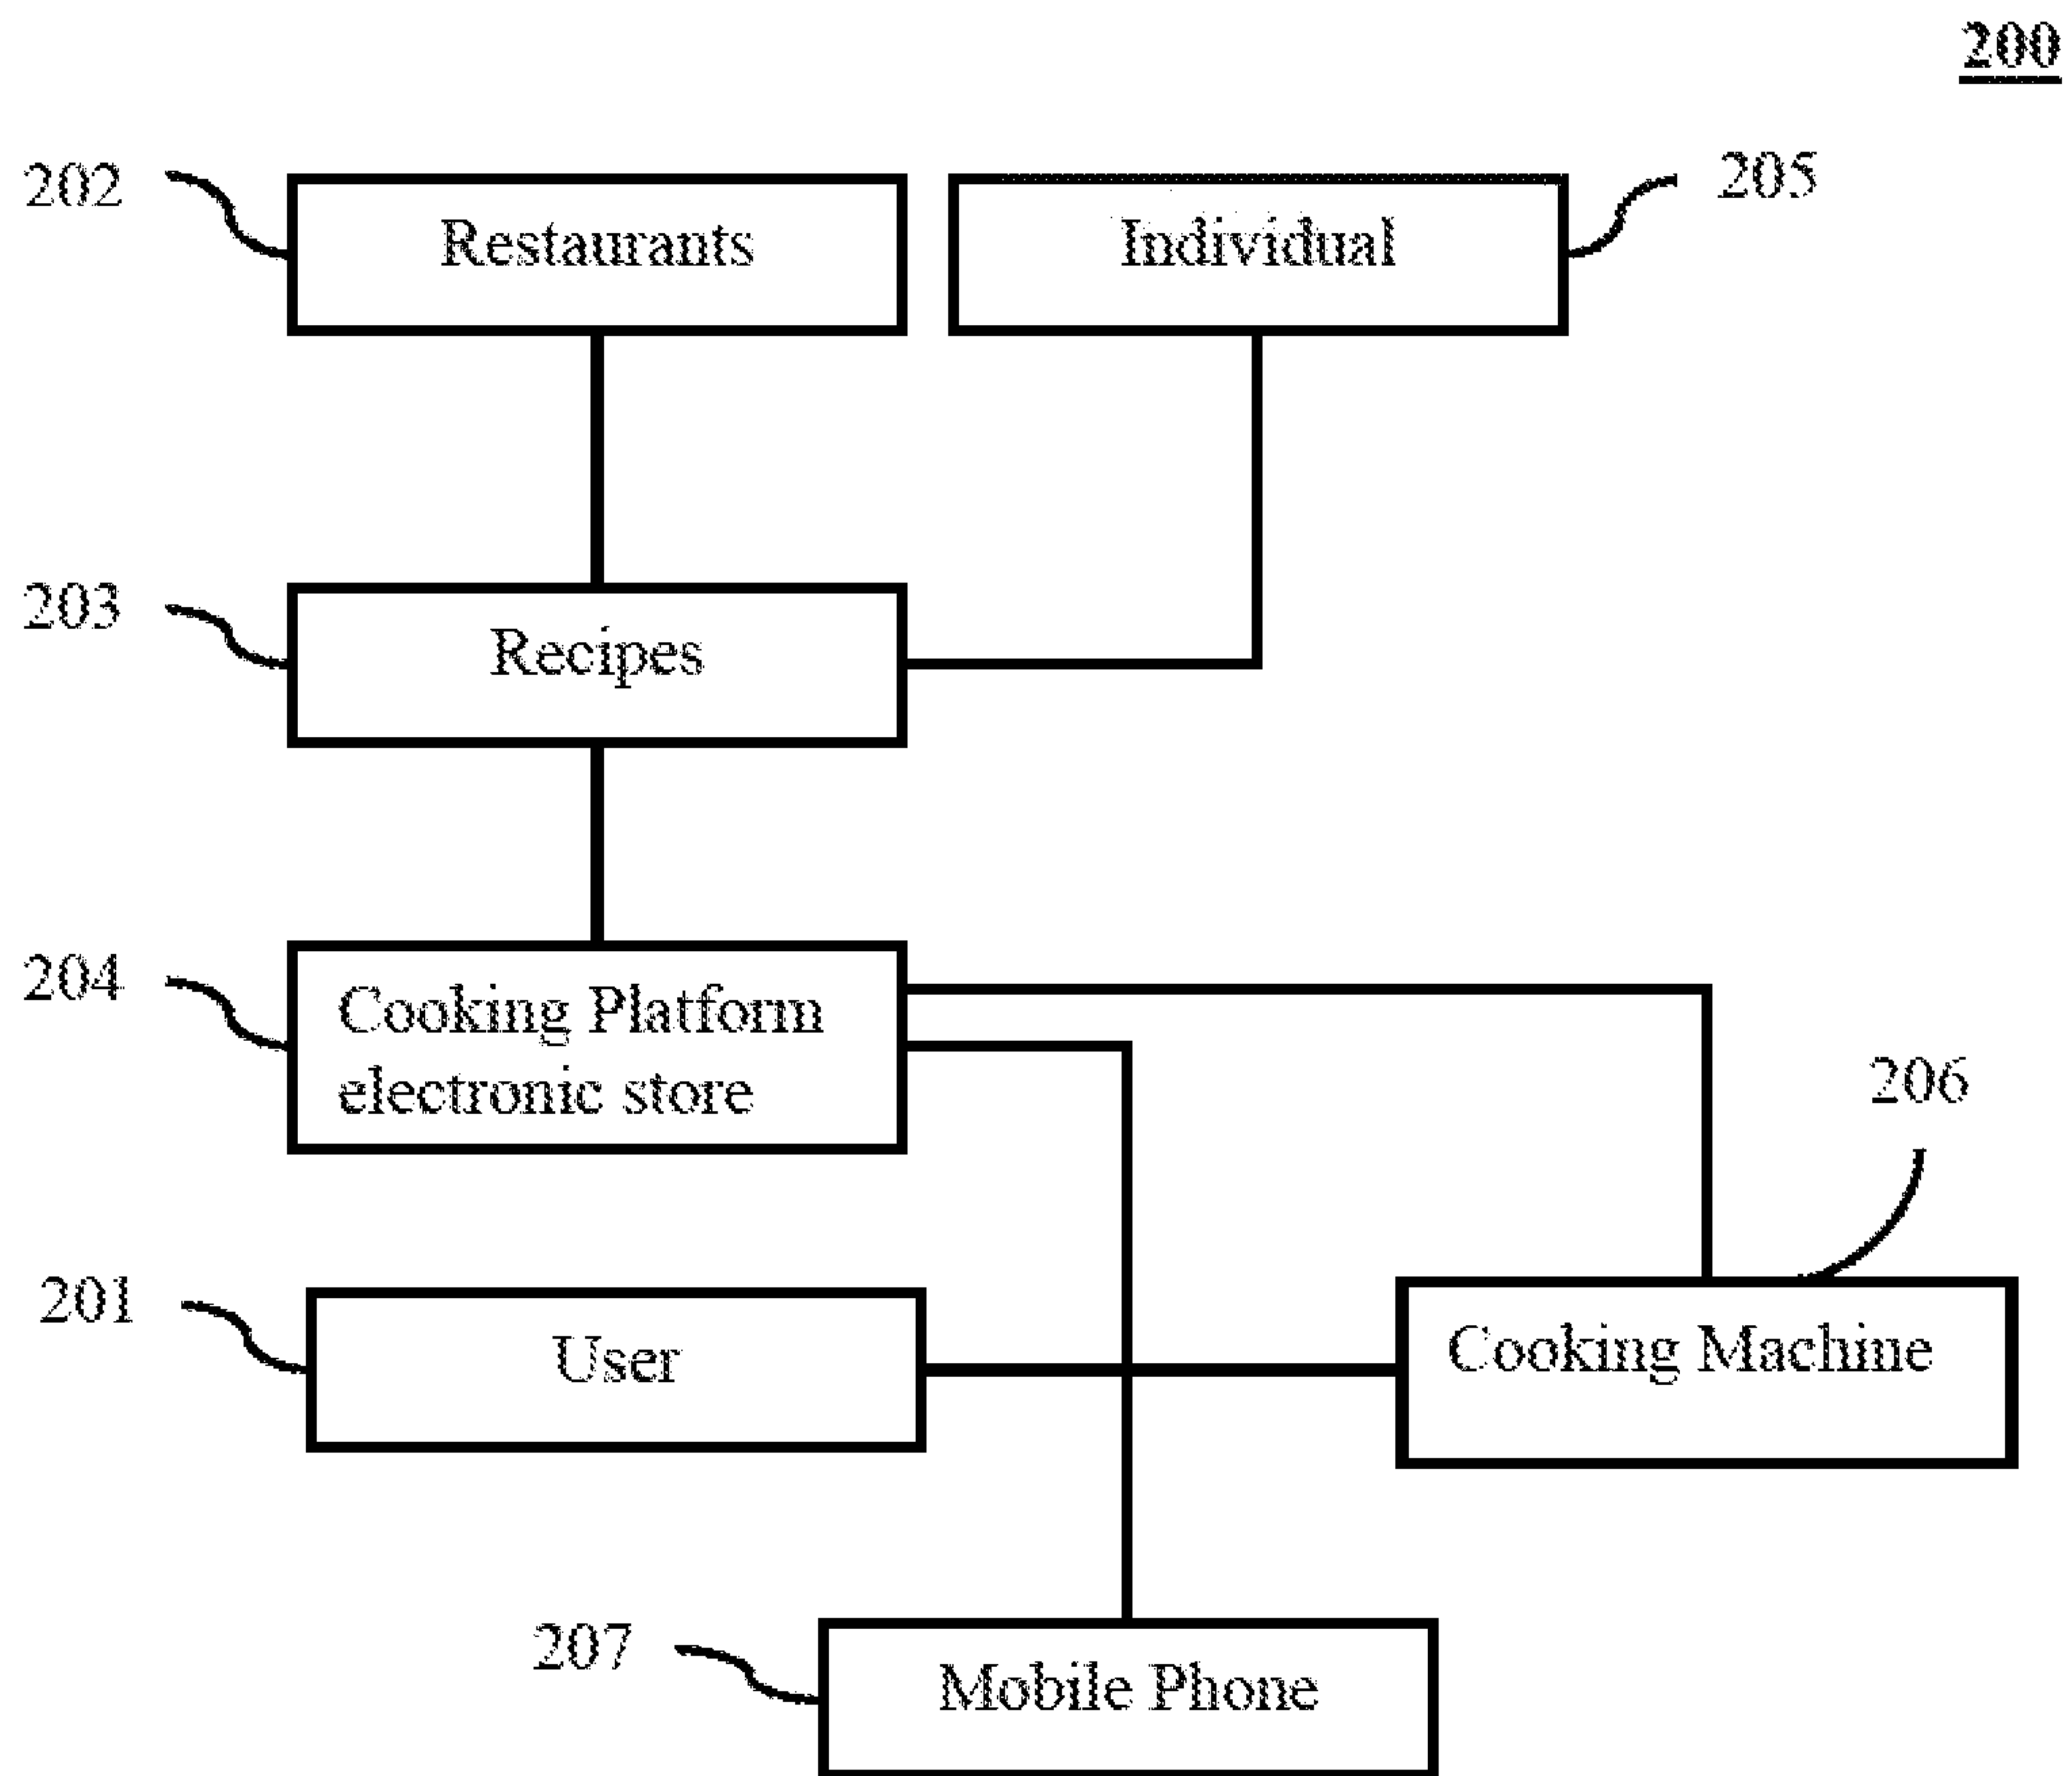 200
202
Restaurants
Individual
205
203
Recipes
204
Cooking Platform
electronic store
206
201
User
Cooking Machine
207
Mobile Phone